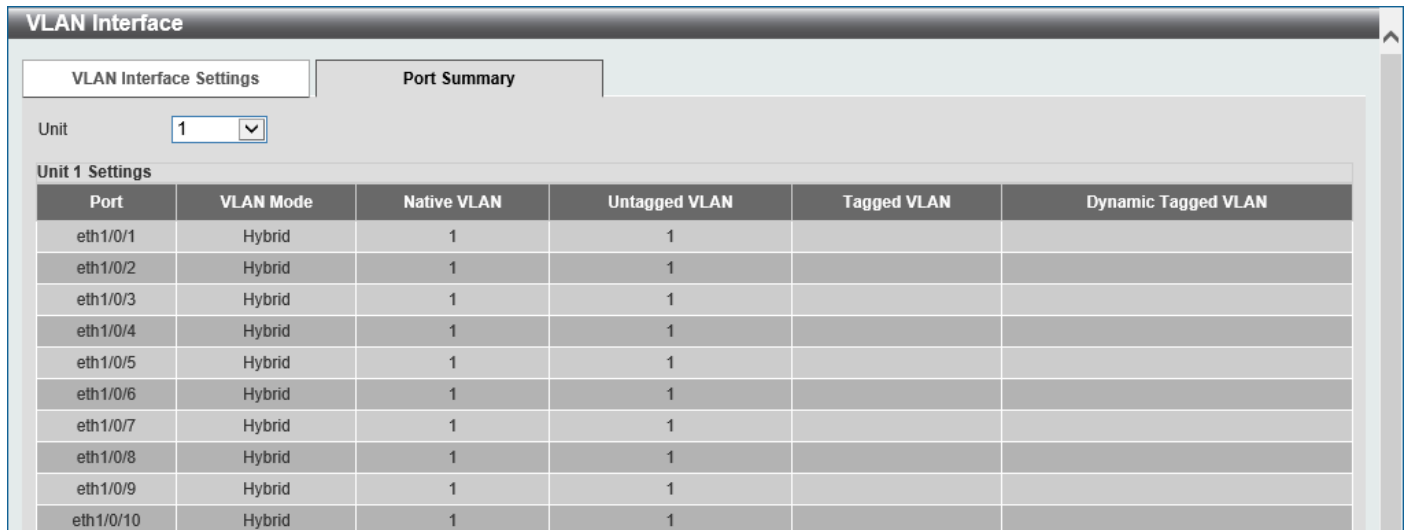 VLAN Interface
VLAN Interface Settings Port Summary
Unit 1
Unit 1 Settings
Port VLAN Mode Native VLAN Untagged VLAN Tagged VLAN Dynamic Tagged VLAN
eth1/0/1 Hybrid 1 1
eth1/0/2 Hybrid 1 1
eth1/0/3 Hybrid 1 1
eth1/0/4 Hybrid 1 1
eth1/0/5 Hybrid 1 1
eth1/0/6 Hybrid 1 1
eth1/0/7 Hybrid 1 1
eth1/0/8 Hybrid 1 1
eth1/0/9 Hybrid 1 1
eth1/0/10 Hybrid 1 1